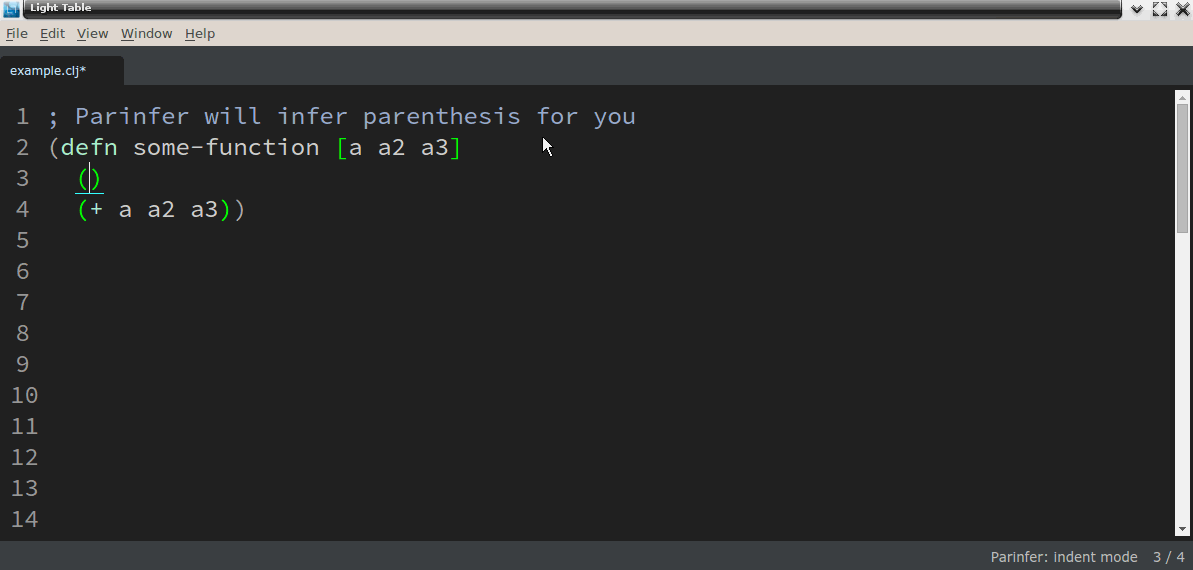 Light Table
File Edit View Window Help
example.clj*
1 ; Parinfer will infer parenthesis for you
2 (defn some-function [a a2 a3]
3   ()
4   (+ a a2 a3))
5
6
7
8
9
10
11
12
13
14
Parinfer: indent mode 3 / 4